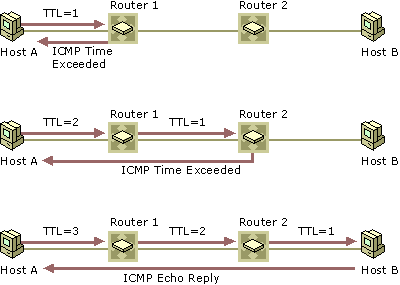 TTL=1
Router 1
Router 2
Host A
ICMP Time
Exceeded
Host B
TTL=2
Router 1
TTL=1
Router 2
Host A
ICMP Time Exceeded
Host B
TTL=3
Router 1
TTL=2
Router 2
TTL=1
Host A
ICMP Echo Reply
Host B